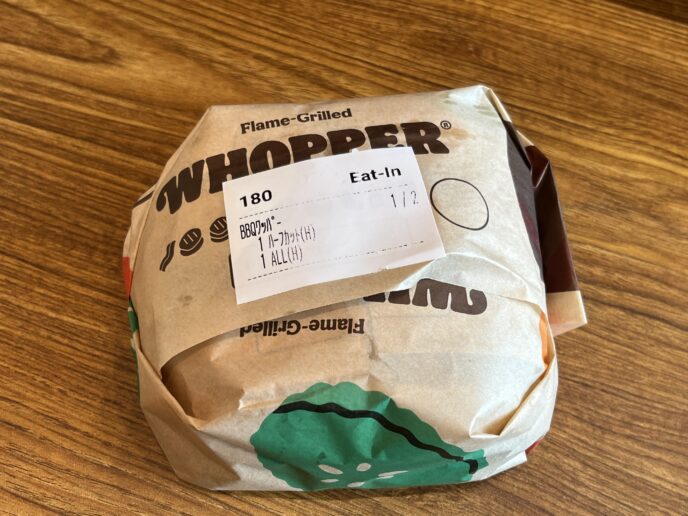 Flame-Grilled
WHOPPER®
180 Eat-In
1 / 2
BBQワッパー
1 ハーフカット(H)
1 ALL(H)
WH
Flame-Grilled